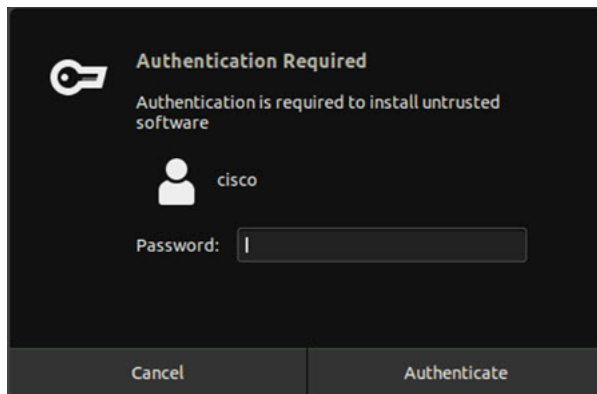 Authentication Required
Authentication is required to install untrusted
software
cisco
Password:
Cancel
Authenticate